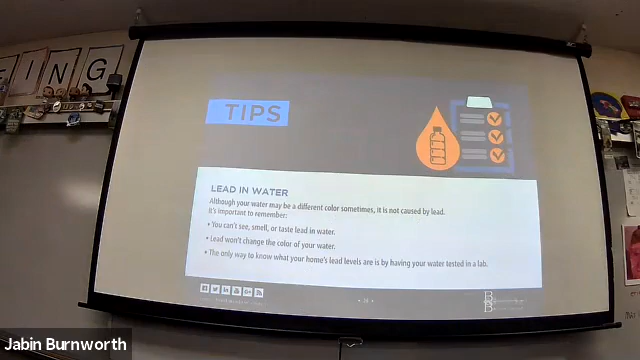 ING
TIPS
LEAD IN WATER
Although your water may be a different color sometimes, it is not caused by lead.
It's important to remember:
• You can't see, smell, or taste lead in water.
• Lead won't change the color of your water.
• The only way to know what your home's lead levels are is by having your water tested in a lab.
Jabin Burnworth